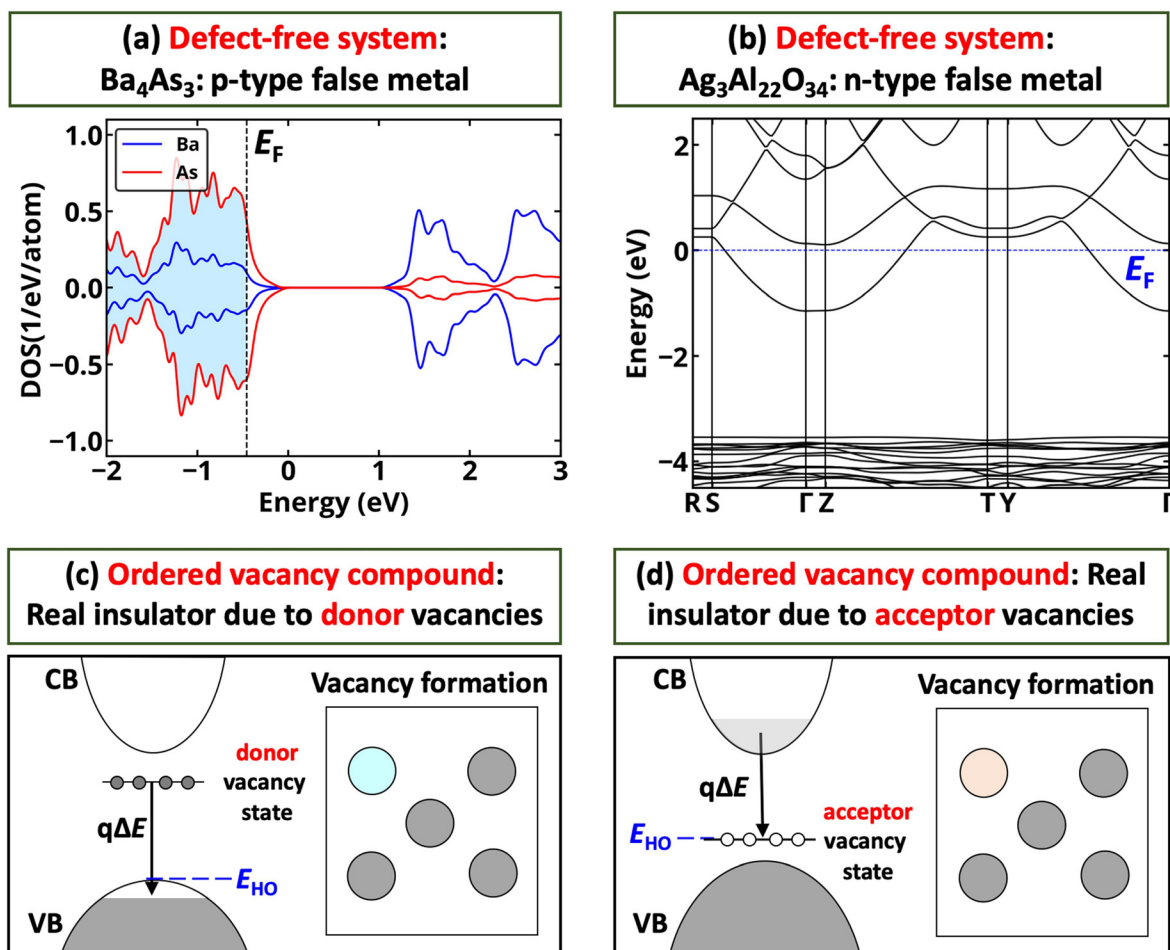 (a) Defect-free system:
Ba₄As₃: p-type false metal
(b) Defect-free system:
Ag₃Al₂₂O₃₄: n-type false metal
1.0
0.5
0.0
−0.5
−1.0
DOS(1/eV/atom)
Ba
As
E_F
−2
−1
0
1
2
3
Energy (eV)
2
0
−2
−4
Energy (eV)
E_F
R S Γ Z T Y Γ
(c) Ordered vacancy compound:
Real insulator due to donor vacancies
(d) Ordered vacancy compound: Real
insulator due to acceptor vacancies
CB
Vacancy formation
donor
vacancy
state
qΔE
E_HO
VB
CB
Vacancy formation
qΔE
acceptor
vacancy
state
E_HO
VB